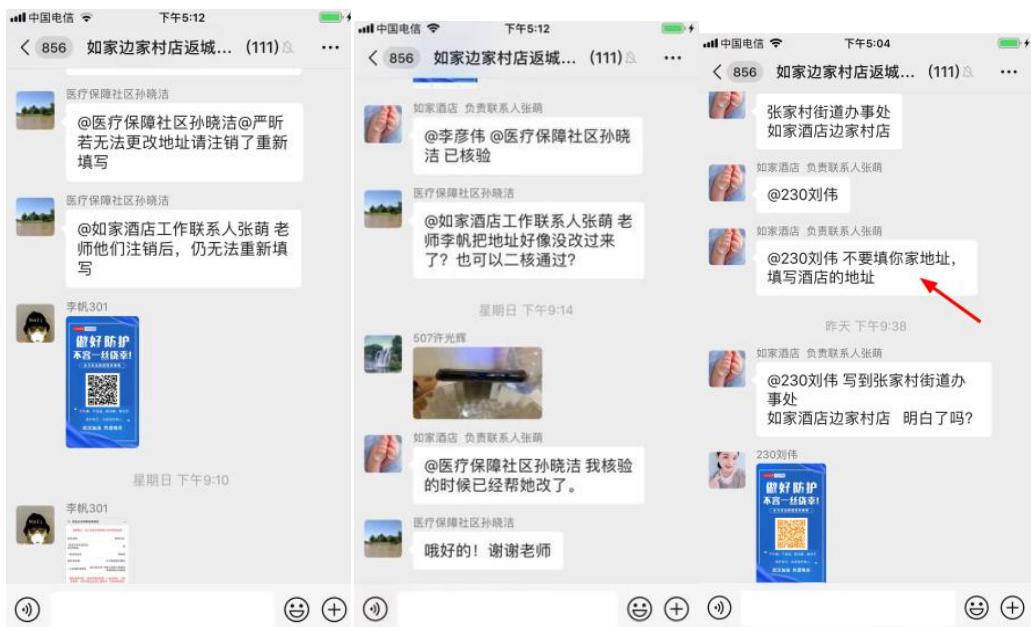 中国电信 下午5:12
856 如家边家村店返城... (111)
医疗保障社区孙晓洁
@医疗保障社区孙晓洁@严昕
若无法更改地址请注销了重新
填写
医疗保障社区孙晓洁
@如家酒店工作联系人张萌 老
师他们注销后，仍无法重新填
写
李帆301
做好防护
不容一丝侥幸!
星期日 下午9:10
李帆301
中国电信 下午5:12
856 如家边家村店返城... (111)
如家酒店 负责联系人张萌
@李彦伟 @医疗保障社区孙晓
洁 已核验
医疗保障社区孙晓洁
@如家酒店工作联系人张萌 老
师李帆把地址好像没改过来
了？也可以二核通过?
星期日 下午9:14
507许光辉
如家酒店 负责联系人张萌
@医疗保障社区孙晓洁 我核验
的时候已经帮她改了。
医疗保障社区孙晓洁
哦好的！谢谢老师
中国电信 下午5:04
856 如家边家村店返城... (111)
张家村街道办事处
如家酒店边家村店
如家酒店 负责联系人张萌
@230刘伟
如家酒店 负责联系人张萌
@230刘伟 不要填你家地址，
填写酒店的地址
昨天 下午9:38
如家酒店 负责联系人张萌
@230刘伟 写到张家村街道办
事处
如家酒店边家村店 明白了吗?
230刘伟
做好防护
不容一丝侥幸!